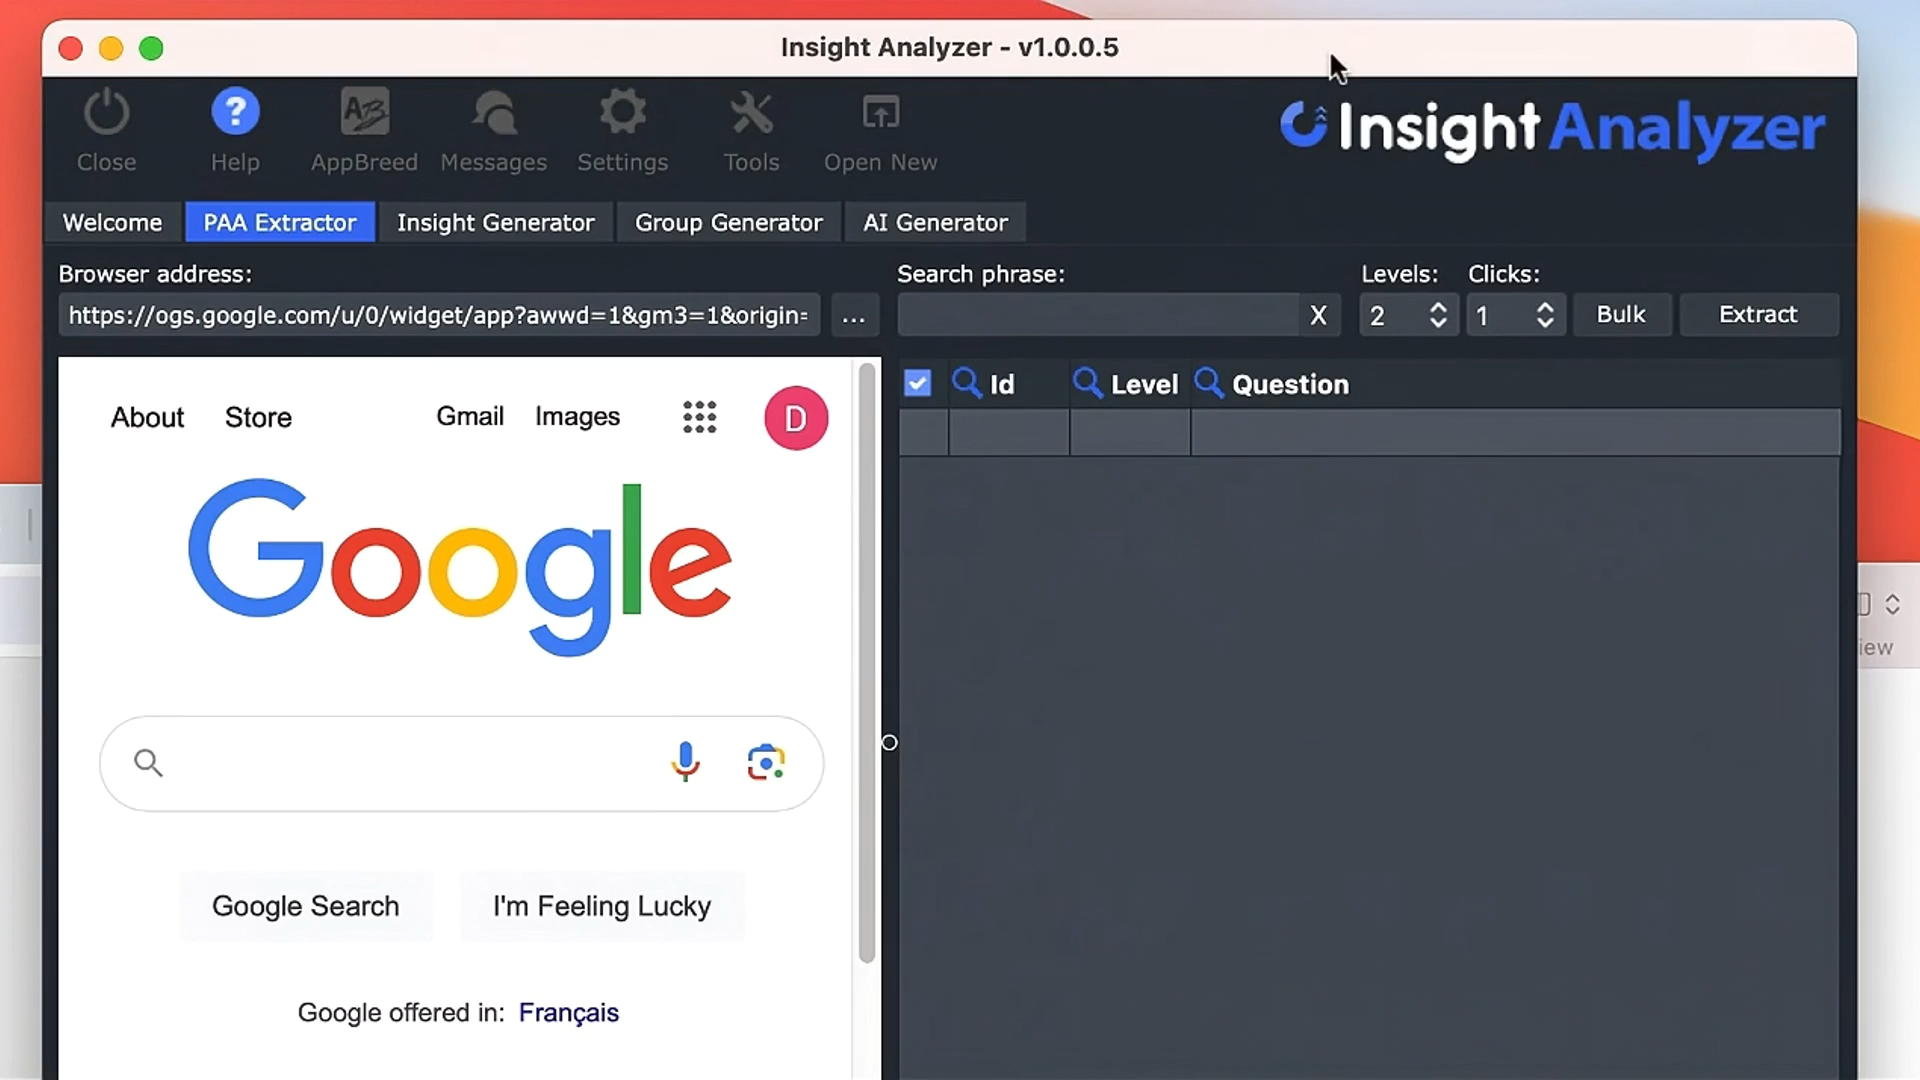 Insight Analyzer - v1.0.0.5
Close
Help
AppBreed
Messages
Settings
Tools
Open New
Insight Analyzer
Welcome
PAA Extractor
Insight Generator
Group Generator
AI Generator
Browser address:
Search phrase:
Levels:
Clicks:
https://ogs.google.com/u/0/widget/app?awwd=1&gm3=1&origin=
...
X
2
1
Bulk
Extract
Id
Level
Question
About
Store
Gmail
Images
D
Google
Google Search
I'm Feeling Lucky
Google offered in: Français